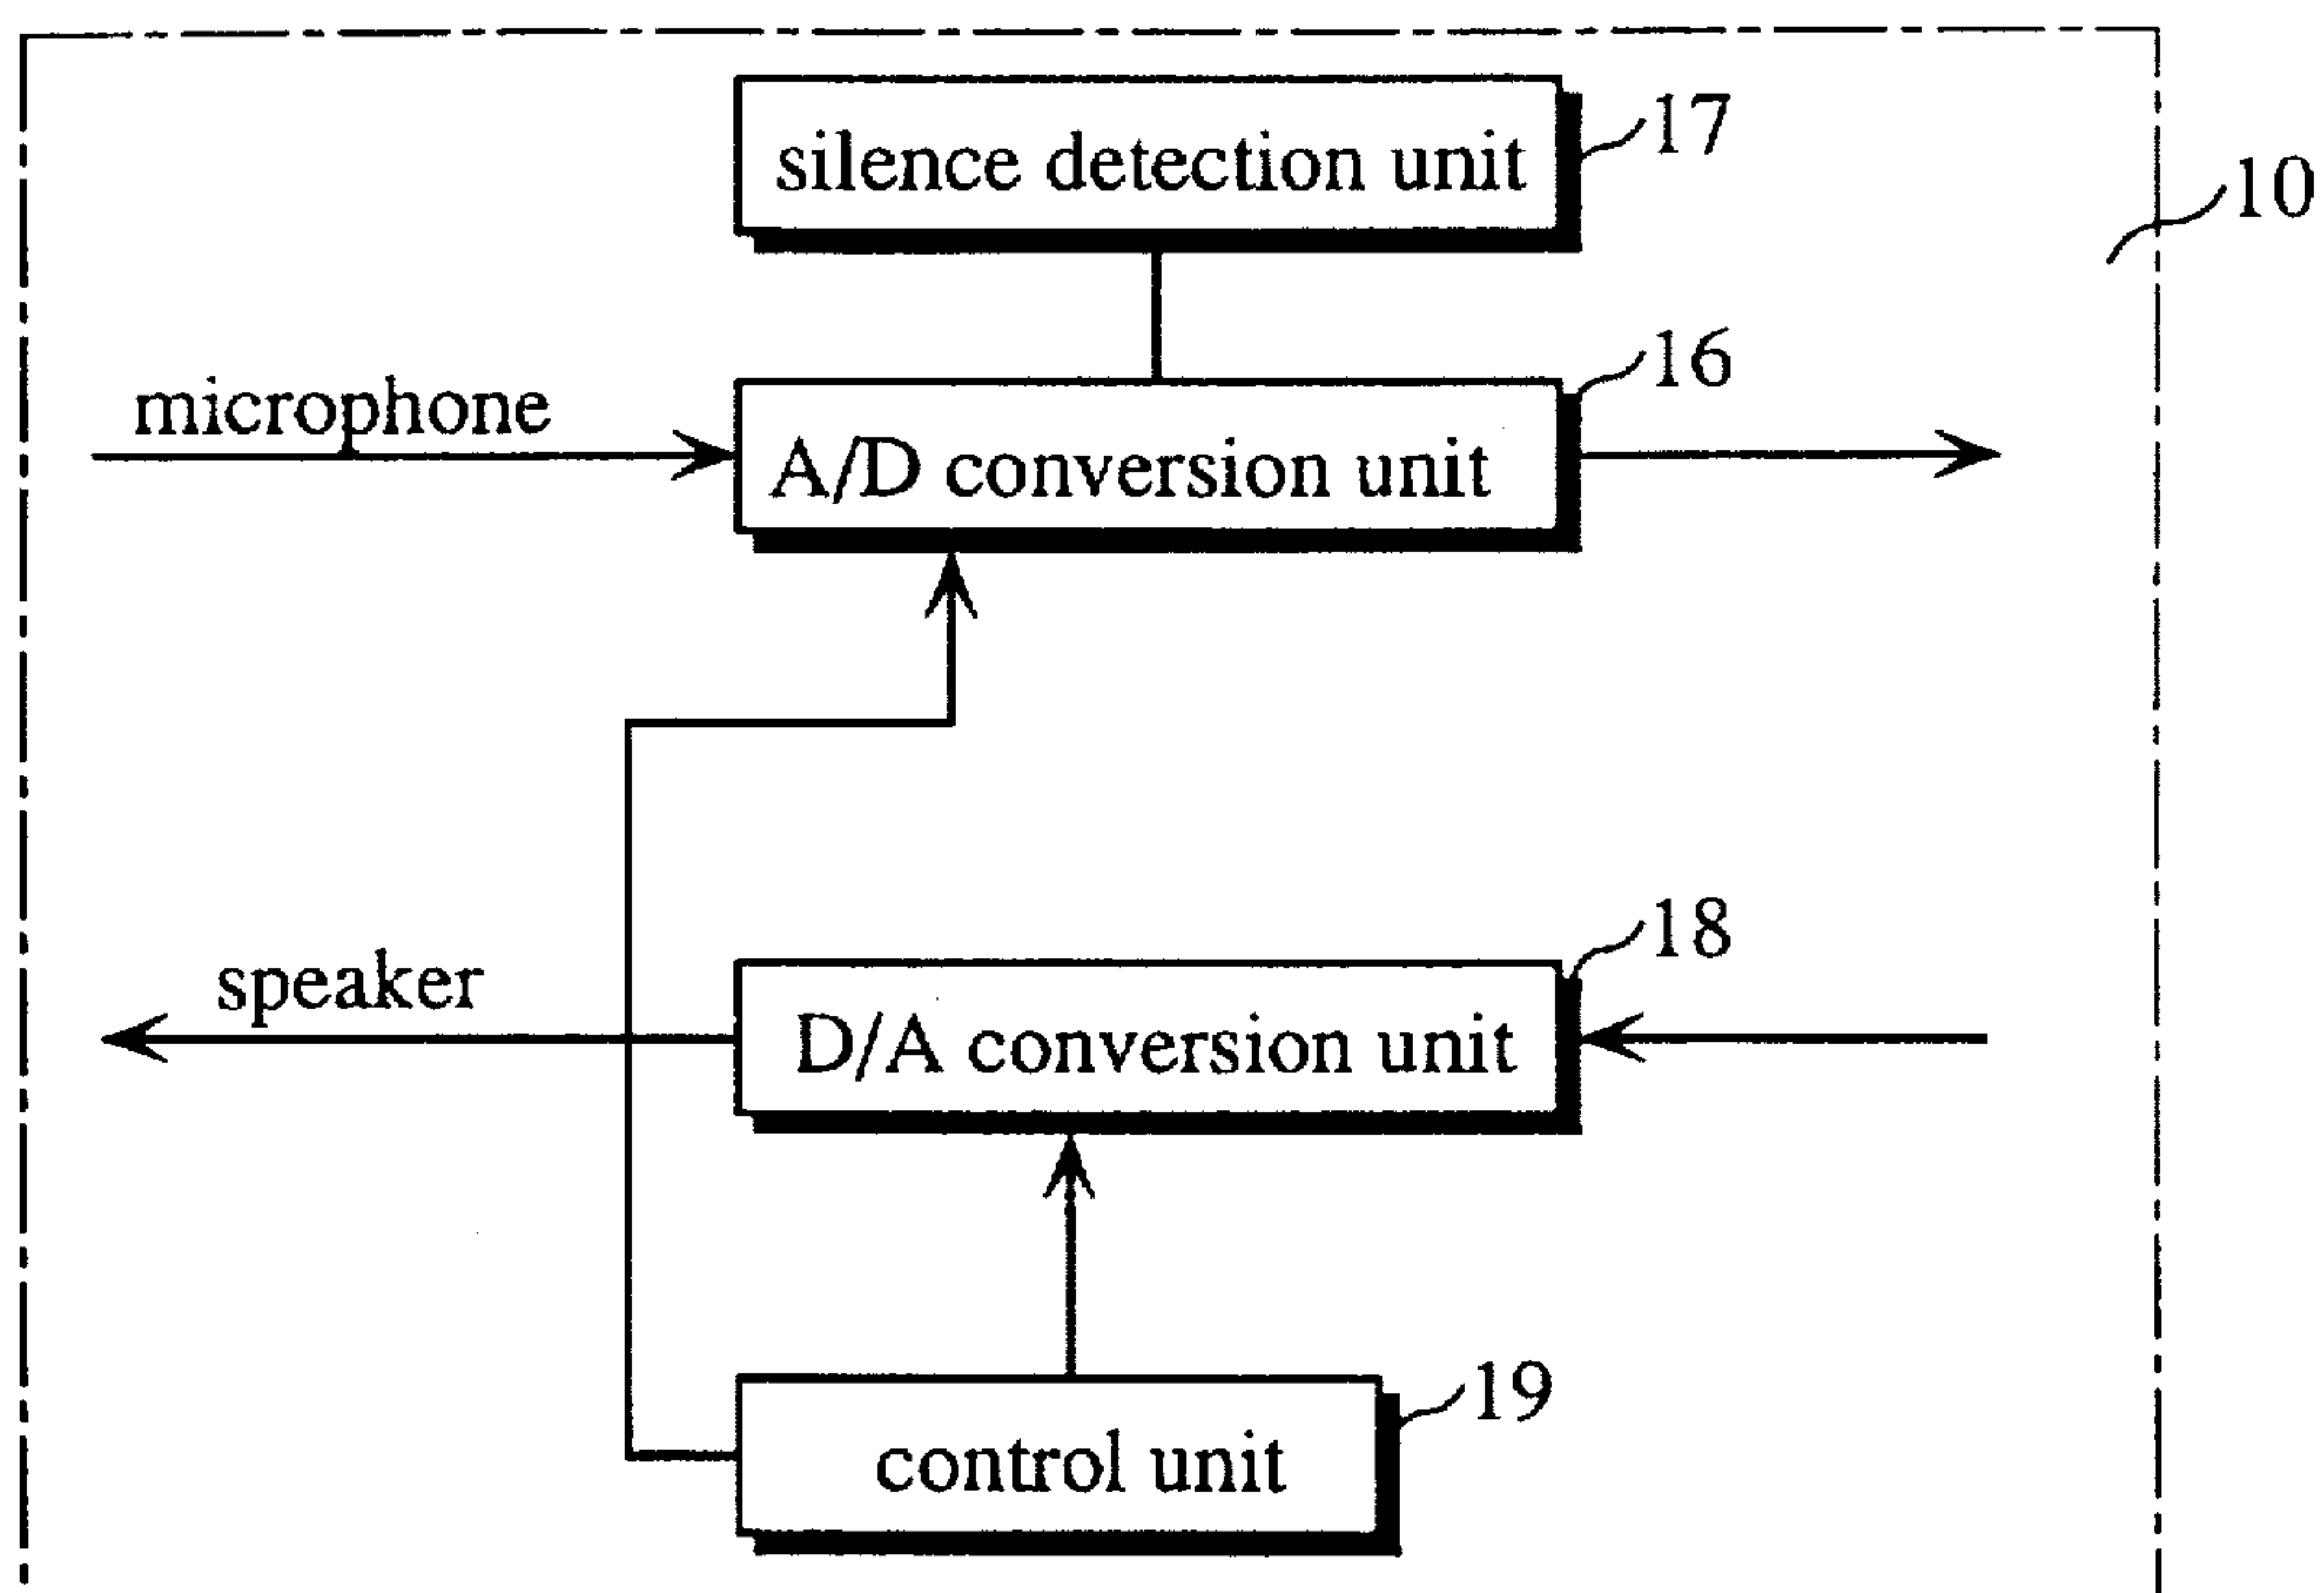 silence detection unit
17
10
16
microphone
A/D conversion unit
18
speaker
D/A conversion unit
19
control unit